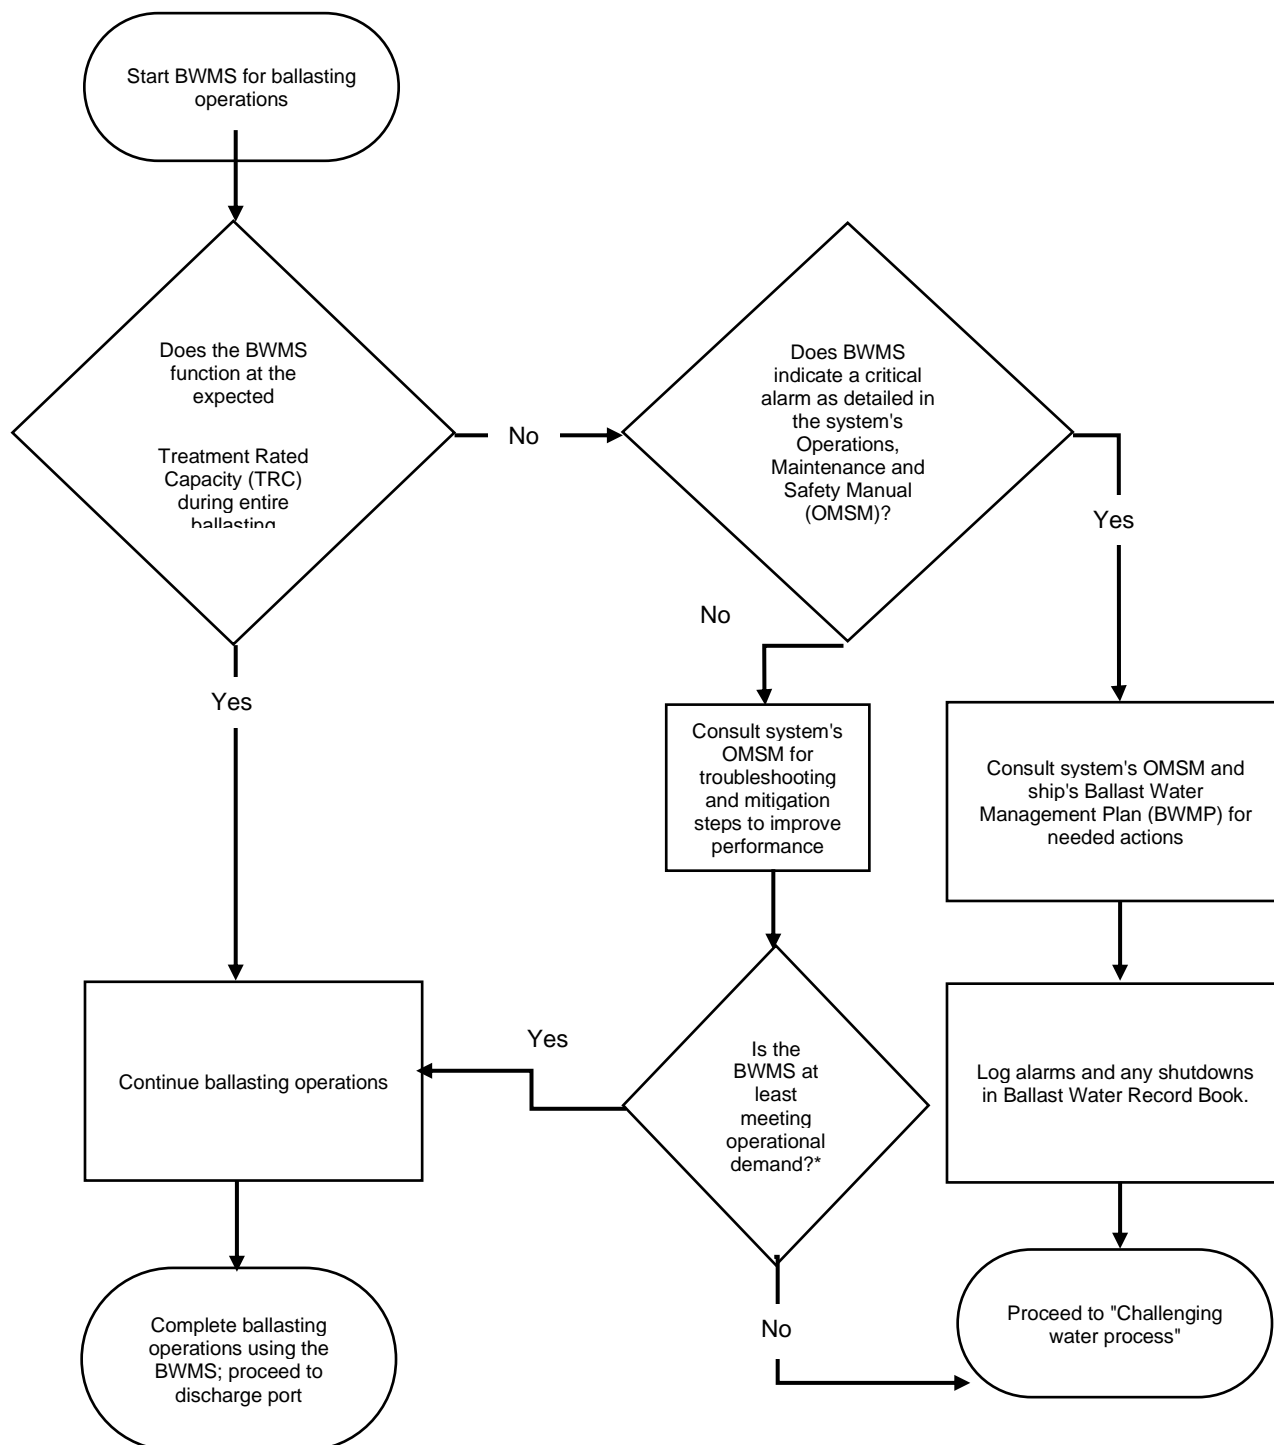 Start BWMS for ballasting
operations
Does the BWMS
function at the
expected
Treatment Rated
Capacity (TRC)
during entire
ballasting
No
Does BWMS
indicate a critical
alarm as detailed in
the system's
Operations,
Maintenance and
Safety Manual
(OMSM)?
Yes
No
Yes
Consult system's
OMSM for
troubleshooting
and mitigation
steps to improve
performance
Consult system's OMSM and
ship's Ballast Water
Management Plan (BWMP) for
needed actions
Yes
Is the
BWMS at
least
meeting
operational
demand?*
Continue ballasting operations
Log alarms and any shutdowns
in Ballast Water Record Book.
No
Complete ballasting
operations using the
BWMS; proceed to
discharge port
Proceed to "Challenging
water process"